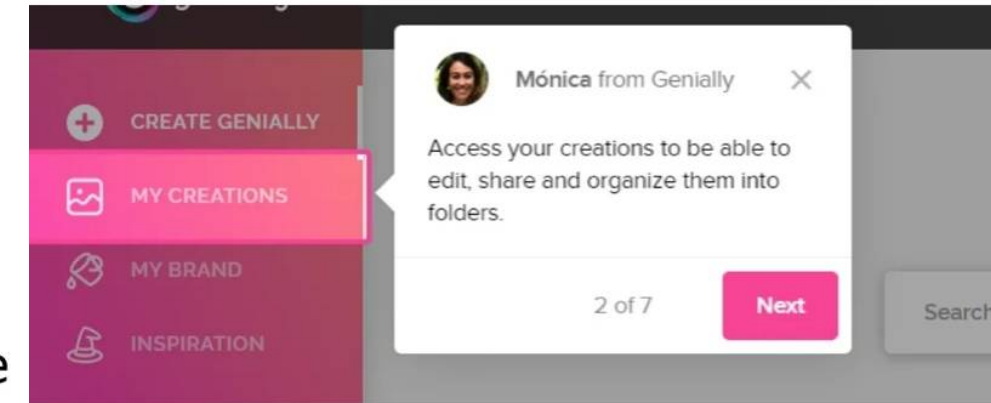 Mónica from Genially
CREATE GENIALLY
Access your creations to be able to
edit, share and organize them into
folders.
MY CREATIONS
MY BRAND
2 of 7
Next
Search
INSPIRATION
e